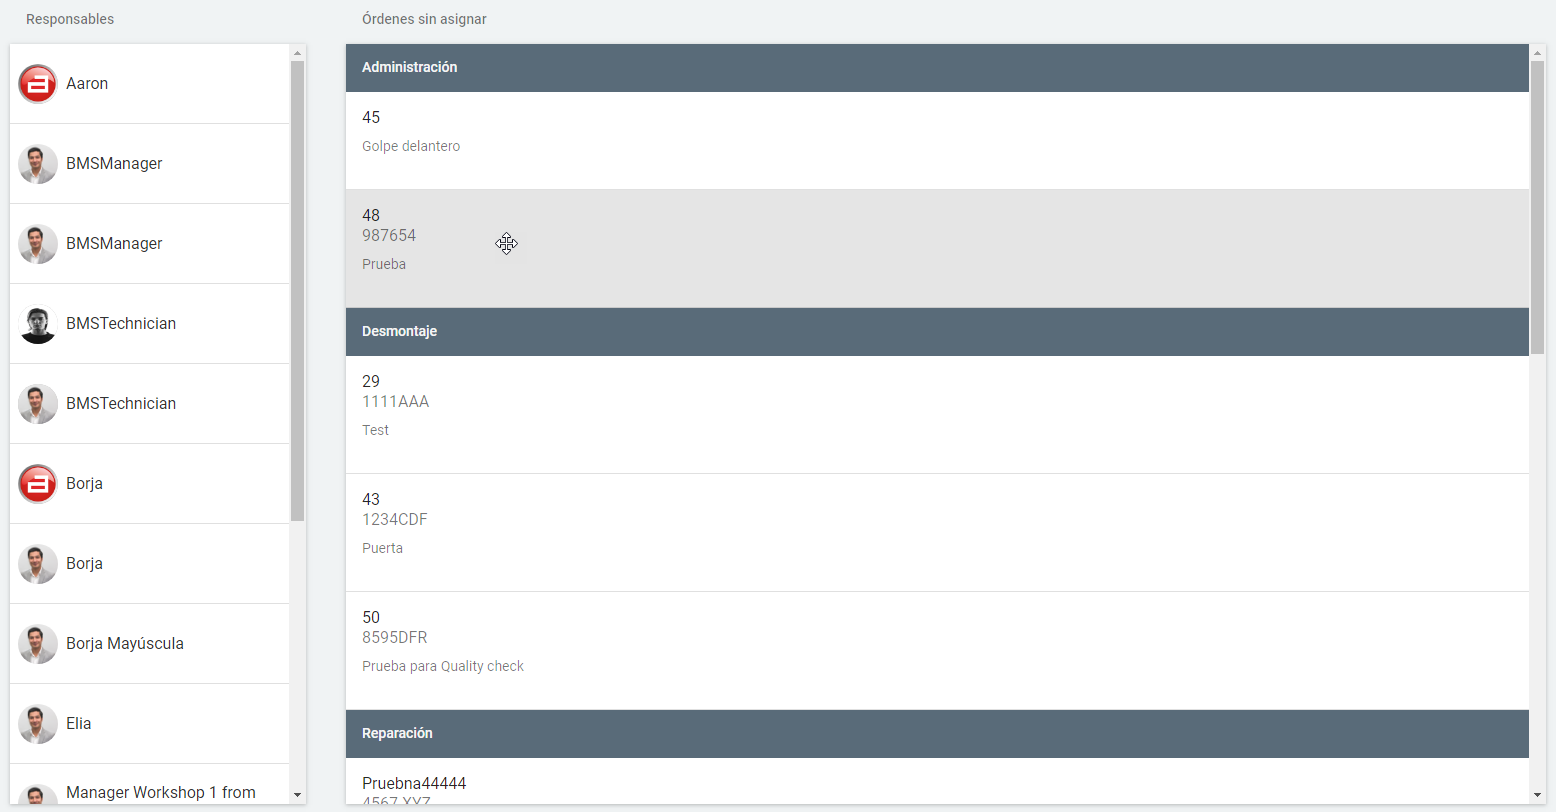 Responsables
Aaron
BMSManager
BMSManager
BMSTechnician
BMSTechnician
Borja
Borja
Borja Mayúscula
Elia
Manager Workshop 1 from
Órdenes sin asignar
Administración
45
Golpe delantero
48
987654
Prueba
Desmontaje
29
1111AAA
Test
43
1234CDF
Puerta
50
8595DFR
Prueba para Quality check
Reparación
Pruebna44444
4567 XYZ